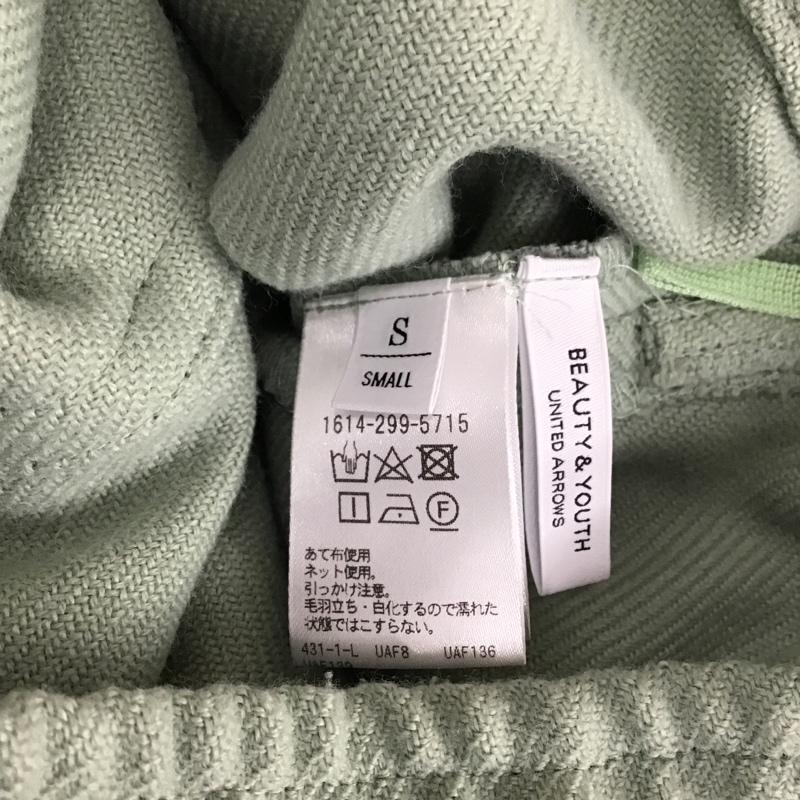 S
SMALL
1614-299-5715
F
あて布使用
ネット使用。
引っかけ注意。
毛羽立ち・白化するので濡れた
状態ではこすらない。
431-1-L UAF8 UAF136
UAF139
BEAUTY & YOUTH
UNITED ARROWS